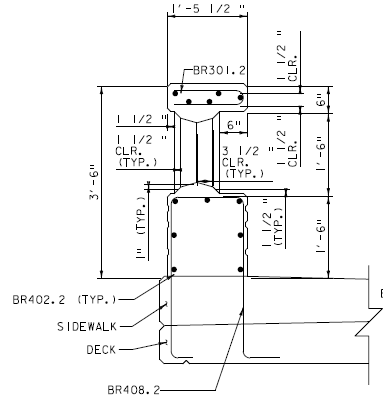 1'-5 1/2 "
BR301.2
1 1/2 "
CLR.
6"
1 1/2 "
6"
1 1/2 "
CLR.
(TYP.)
3 1/2 "
CLR.
(TYP.)
1 1/2 "
CLR.
1'-6"
3'-6"
1" (TYP.)
1 1/2 "
(TYP.)
1'-6"
BR402.2 (TYP.)
SIDEWALK
DECK
BR408.2